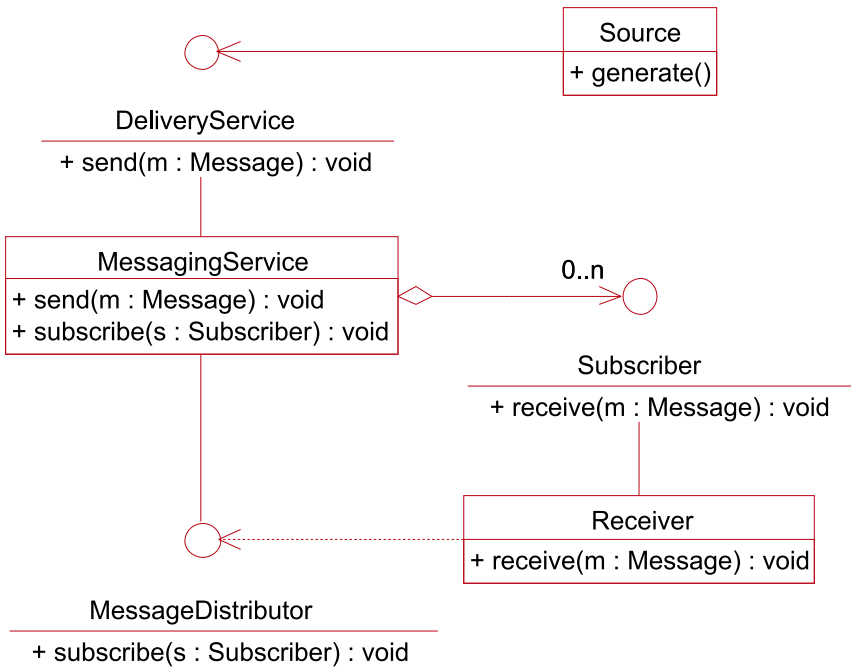 Source
+ generate()
DeliveryService
+ send(m : Message) : void
MessagingService
+ send(m : Message) : void
+ subscribe(s : Subscriber) : void
0..n
Subscriber
+ receive(m : Message) : void
Receiver
+ receive(m : Message) : void
MessageDistributor
+ subscribe(s : Subscriber) : void